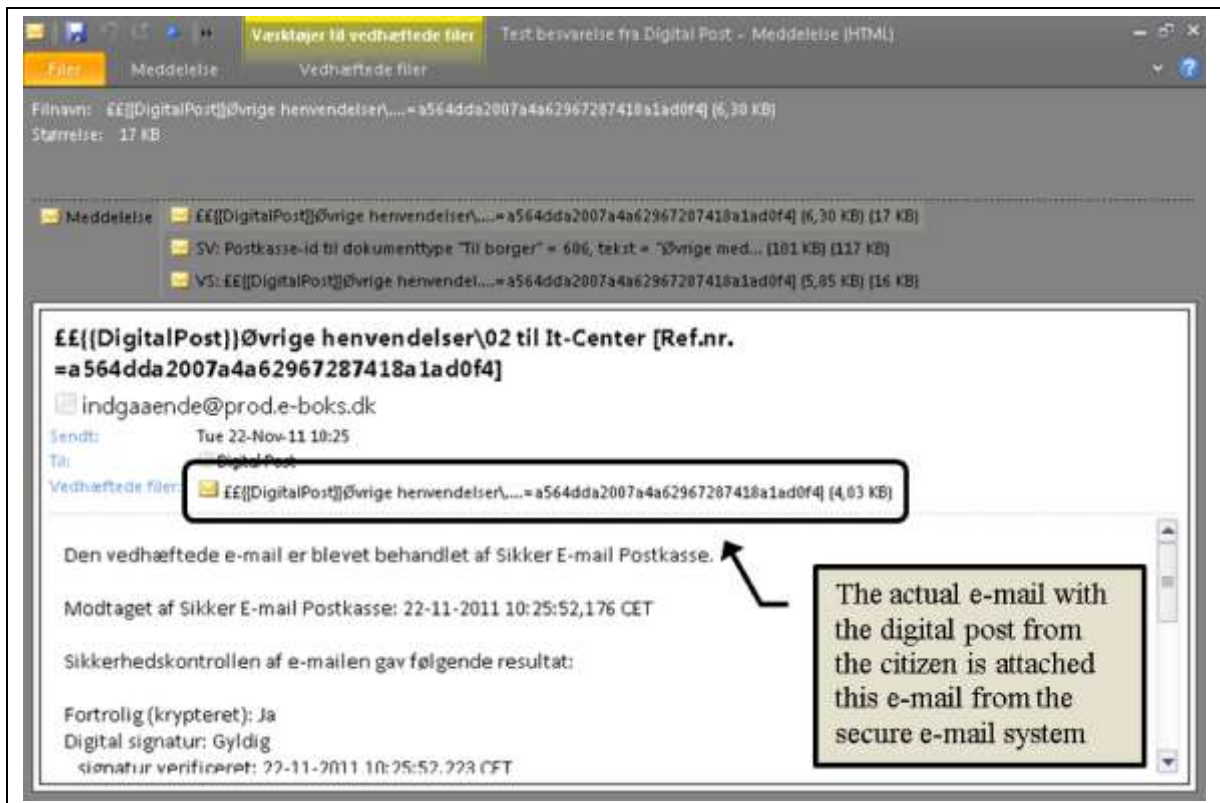 Værktøjer til vedhæftede filer
Test besvarelse fra Digital Post - Meddelelse (HTML)
Filer
Meddelelse
Vedhæftede filer
Filnavn: ££{{DigitalPost}}Øvrige henvendelser\,...=a564dda2007a4a62967287418a1ad0f4] (6,30 KB)
Størrelse: 17 KB
Meddelelse
££{{DigitalPost}}Øvrige henvendelser\,...=a564dda2007a4a62967287418a1ad0f4] (6,30 KB) (17 KB)
SV: Postkasse-id til dokumenttype "Til borger" = 606, tekst = "Øvrige med... (181 KB) (117 KB)
VS: ££{{DigitalPost}}Øvrige henvendel....=a564dda2007a4a62967287418a1ad0f4] (5,85 KB) (16 KB)
££{{DigitalPost}}Øvrige henvendelser\02 til It-Center [Ref.nr.
=a564dda2007a4a62967287418a1ad0f4]
indgaaende@prod.e-boks.dk
Sendt: Tue 22-Nov-11 10:25
Til: Digital Post
Vedhæftede filer: ££{{DigitalPost}}Øvrige henvendelser\,...=a564dda2007a4a62967287418a1ad0f4] (4,03 KB)
Den vedhæftede e-mail er blevet behandlet af Sikker E-mail Postkasse.
Modtaget af Sikker E-mail Postkasse: 22-11-2011 10:25:52,176 CET
Sikkerhedskontrollen af e-mailen gav følgende resultat:
Fortrolig (krypteret): Ja
Digital signatur: Gyldig
signatur verificeret: 22-11-2011 10:25:52,223 CET
The actual e-mail with
the digital post from
the citizen is attached
this e-mail from the
secure e-mail system